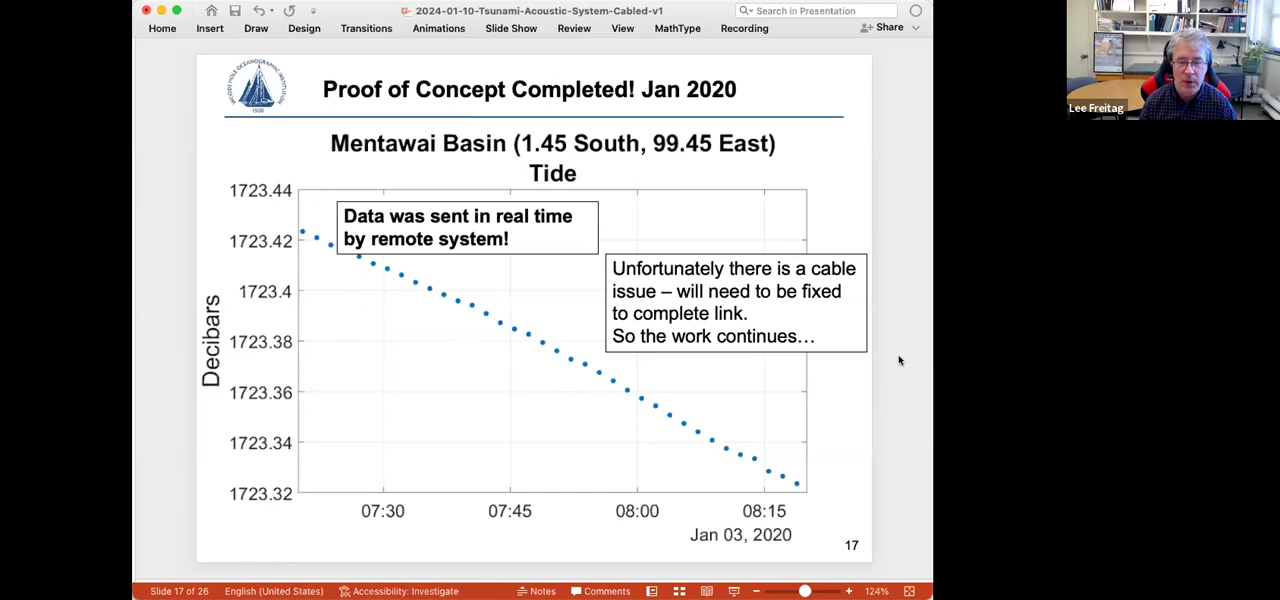 2024-01-10-Tsunami-Acoustic-System-Cabled-v1
Search in Presentation
Home Insert Draw Design Transitions Animations Slide Show Review View MathType Recording Share
Lee Freitag
WOODS HOLE OCEANOGRAPHIC INSTITUTION
1930
Proof of Concept Completed! Jan 2020
Mentawai Basin (1.45 South, 99.45 East)
Tide
Data was sent in real time
by remote system!
Unfortunately there is a cable
issue – will need to be fixed
to complete link.
So the work continues…
Decibars
1723.44
1723.42
1723.4
1723.38
1723.36
1723.34
1723.32
07:30 07:45 08:00 08:15
Jan 03, 2020
17
Slide 17 of 26 English (United States) Accessibility: Investigate Notes Comments 124%